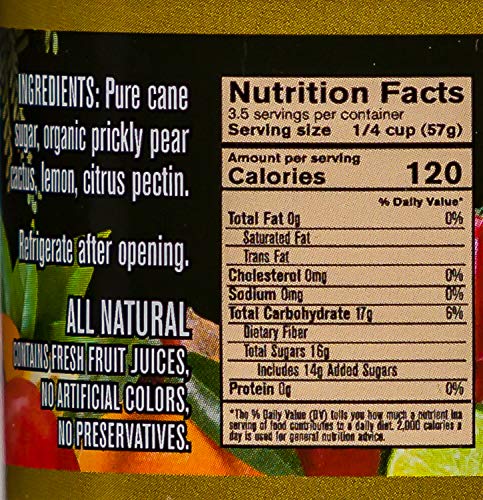 INGREDIENTS: Pure cane
sugar, organic prickly pear
cactus, lemon, citrus pectin.
Refrigerate after opening.
ALL NATURAL
CONTAINS FRESH FRUIT JUICES,
NO ARTIFICIAL COLORS,
NO PRESERVATIVES.
Nutrition Facts
3.5 servings per container
Serving size 1/4 cup (57g)
Amount per serving
Calories 120
% Daily Value*
Total Fat 0g 0%
Saturated Fat
Trans Fat
Cholesterol 0mg 0%
Sodium 0mg 0%
Total Carbohydrate 17g 6%
Dietary Fiber
Total Sugars 16g
Includes 14g Added Sugars
Protein 0g 0%
*The % Daily Value (DV) tells you how much a nutrient ina
serving of food contributes to a daily diet. 2,000 calories a
day is used for general nutrition advice.